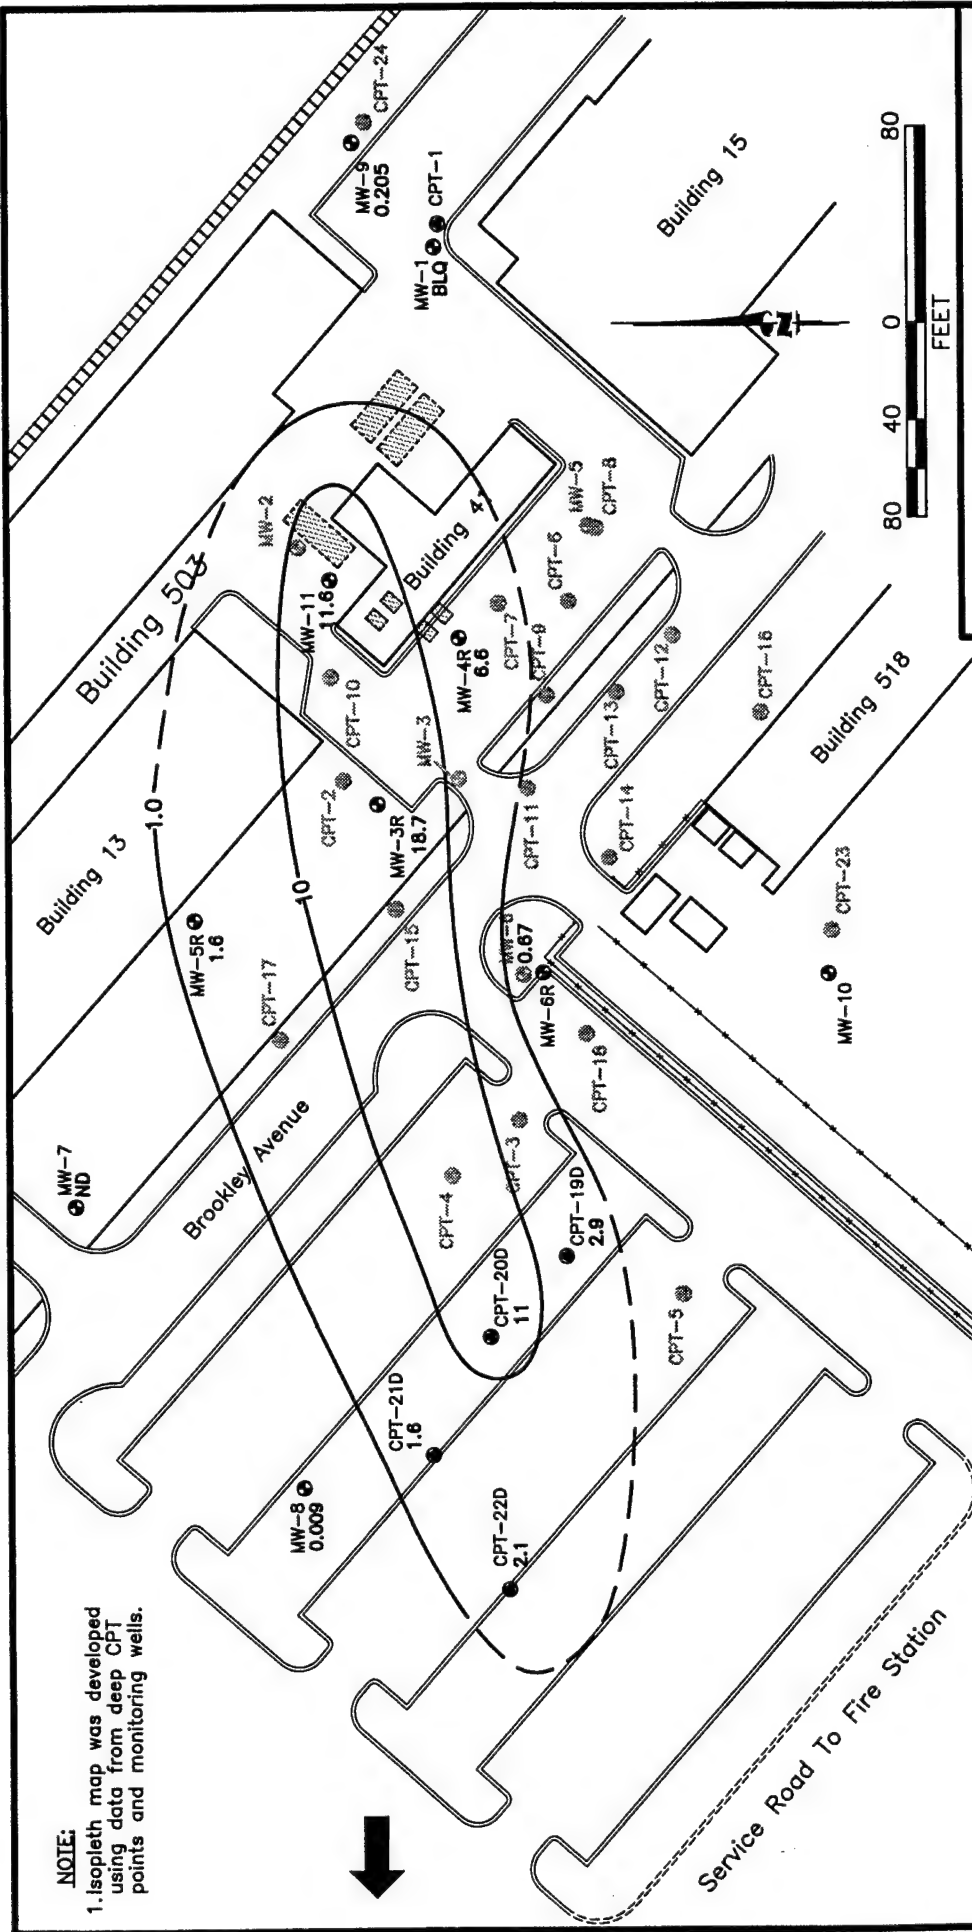 NOTE:
1.Isopleth map was developed
using data from deep CPT
points and monitoring wells.
MW-7
ND
MW-8
0.009
CPT-21D
1.6
CPT-22D
2.1
CPT-20D
11
CPT-19D
2.9
CPT-4
CPT-3
CPT-5
CPT-18
Brookley Avenue
Service Road To Fire Station
Building 13
MW-5R
1.6
CPT-17
1.0
10
CPT-15
CPT-2
MW-3R
18.7
MW-3
CPT-10
MW-11
11.6
MW-2
Building 503
MW-4R
6.6
Building 41
CPT-7
CPT-9
CPT-6
MW-5
CPT-8
CPT-11
CPT-13
CPT-12
CPT-14
CPT-16
MW-6
0.67
MW-6R
Building 518
CPT-23
MW-10
MW-9
0.205
CPT-24
MW-1
BLQ
CPT-1
Building 15
N
80
40
0
80
FEET